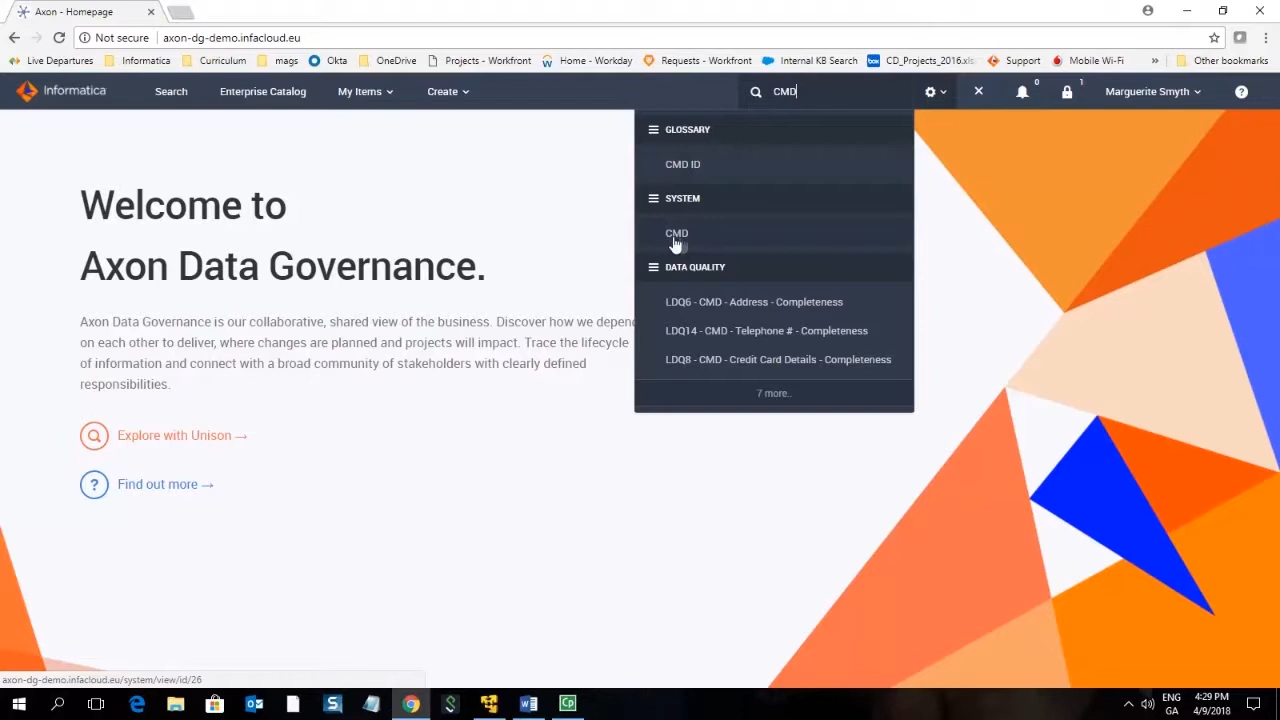 Axon - Homepage
Not secure | axon-dg-demo.infacloud.eu
Live Departures Informatica Curriculum mags Okta OneDrive Projects - Workfront Home - Workday Requests - Workfront Internal KB Search CD_Projects_2016.xls Support Mobile Wi-Fi » Other bookmarks
Informatica Search Enterprise Catalog My Items Create CMD 0 1 Marguerite Smyth ?
GLOSSARY
CMD ID
SYSTEM
CMD
DATA QUALITY
LDQ6 - CMD - Address - Completeness
LDQ14 - CMD - Telephone # - Completeness
LDQ8 - CMD - Credit Card Details - Completeness
7 more..
Welcome to
Axon Data Governance.
Axon Data Governance is our collaborative, shared view of the business. Discover how we depend
on each other to deliver, where changes are planned and projects will impact. Trace the lifecycle
of information and connect with a broad community of stakeholders with clearly defined
responsibilities.
Explore with Unison →
? Find out more →
axon-dg-demo.infacloud.eu/system/view/id/26
ENG 4:29 PM
GA 4/9/2018